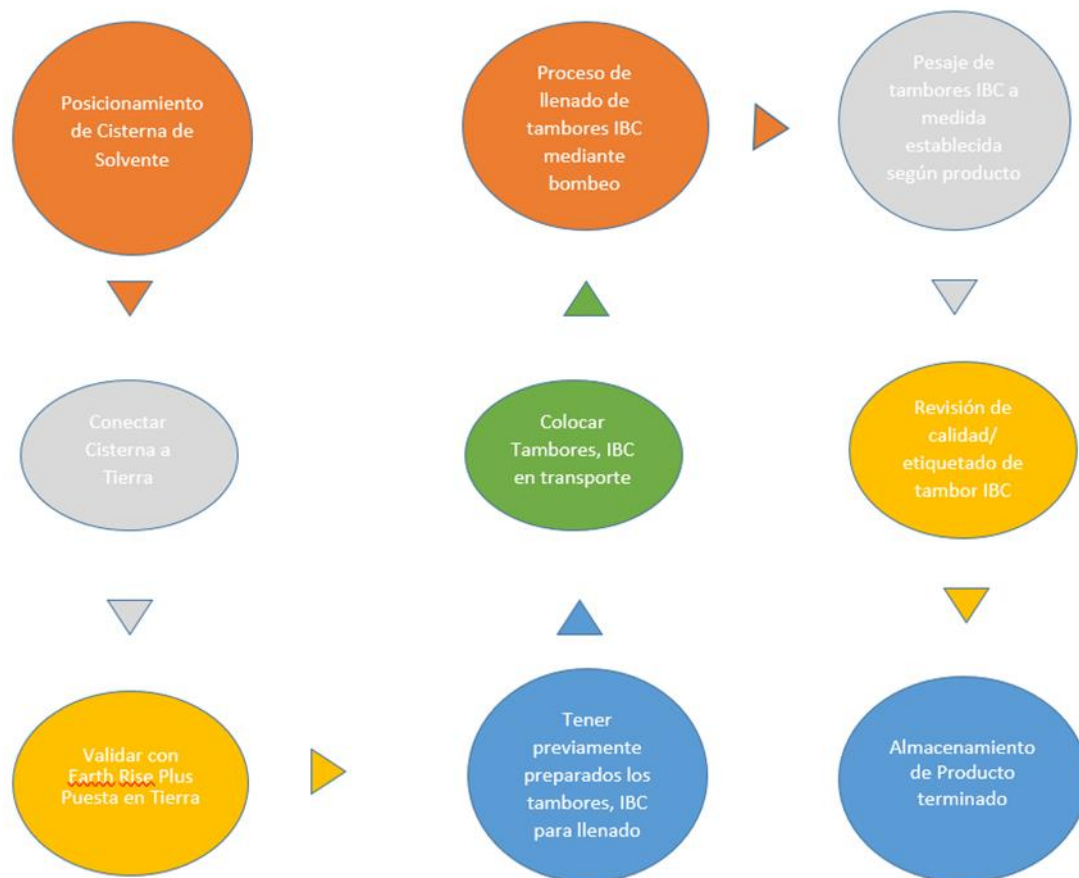 Posicionamiento
de Cisterna de
Solvente
Conectar
Cisterna a
Tierra
Validar con
Earth Rise Plus
Puesta en Tierra
Tener
previamente
preparados los
tambores, IBC
para llenado
Colocar
Tambores, IBC
en transporte
Proceso de
llenado de
tambores IBC
mediante
bombeo
Pesaje de
tambores IBC a
medida
establecida
según producto
Revisión de
calidad/
etiquetado de
tambor IBC
Almacenamiento
de Producto
terminado